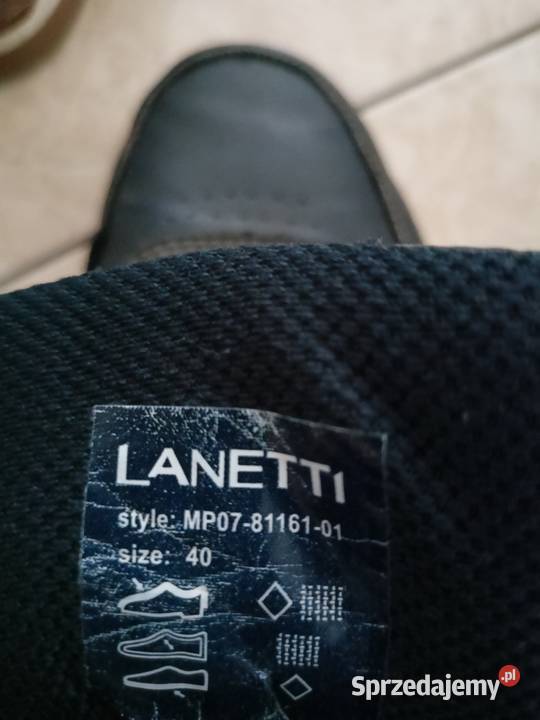 LANETTI
style: MP07-81161-01
size: 40
Sprzedajemy.pl